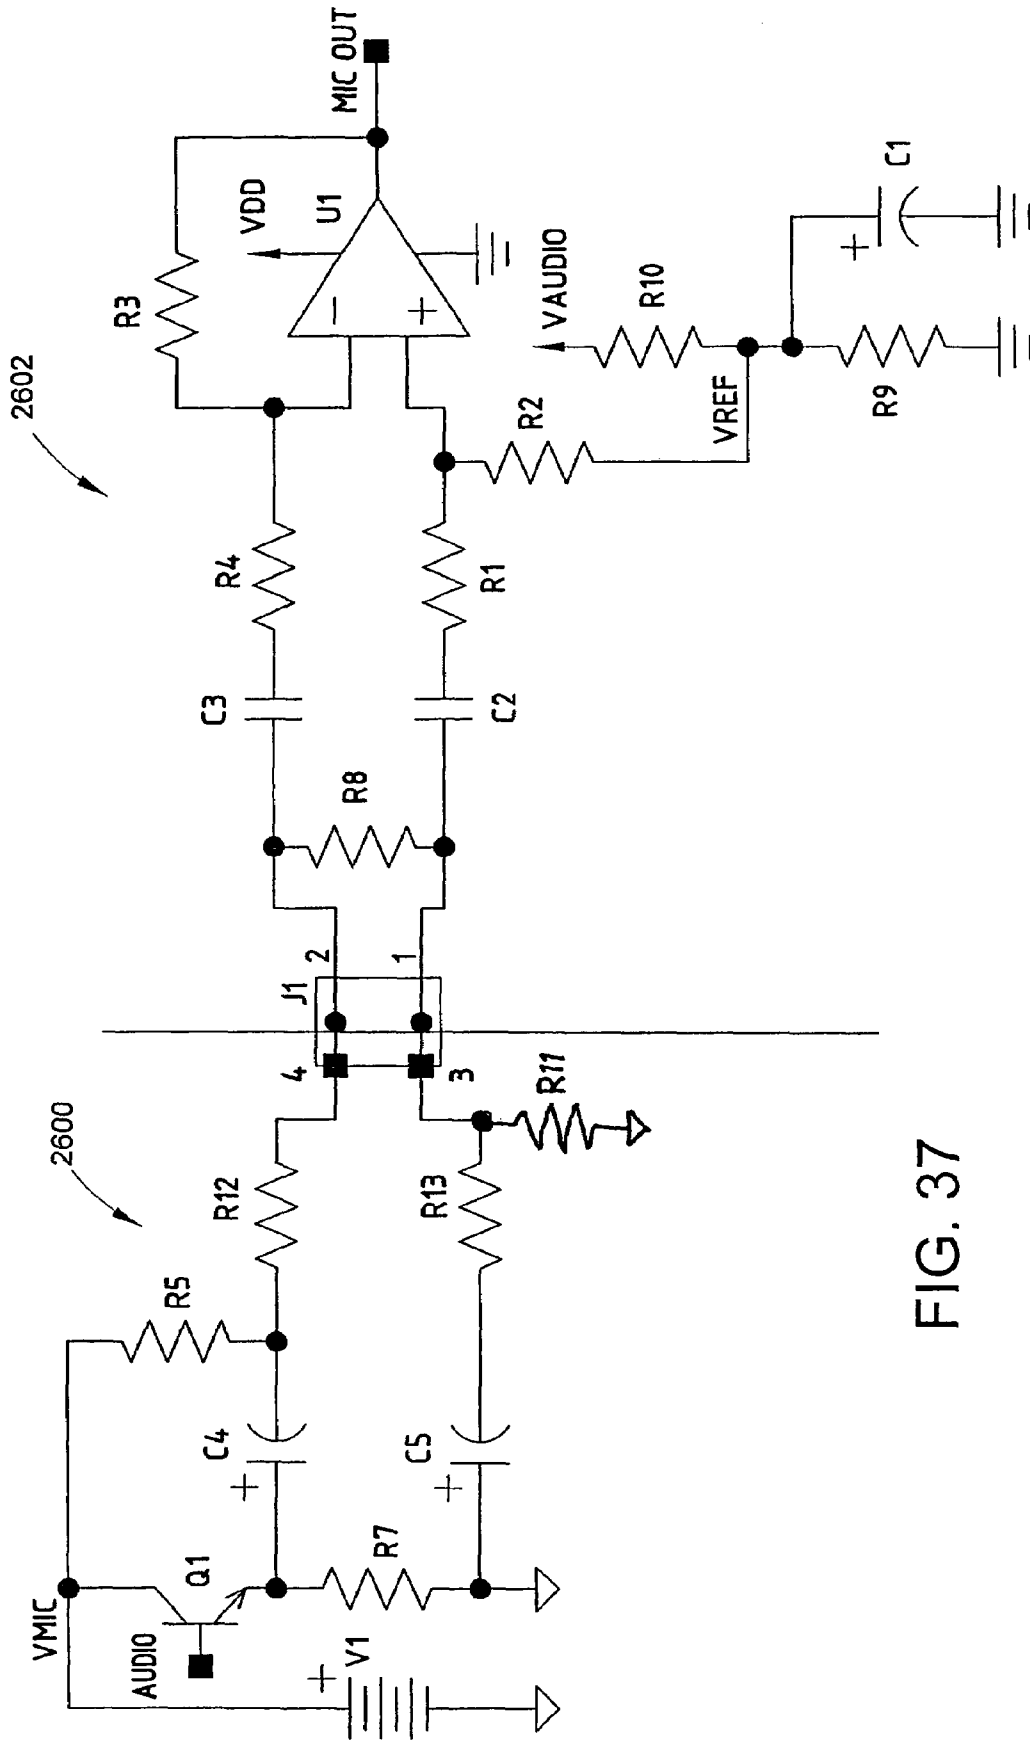 2600
2602
VMIC
AUDIO
Q1
V1
+
R5
C4
+
R7
C5
+
R12
R13
R11
4
3
J1
2
1
R8
C3
C2
R4
R1
R3
R2
VDD
U1
−
+
MIC OUT
VAUDIO
R10
VREF
R9
C1
+
FIG. 37